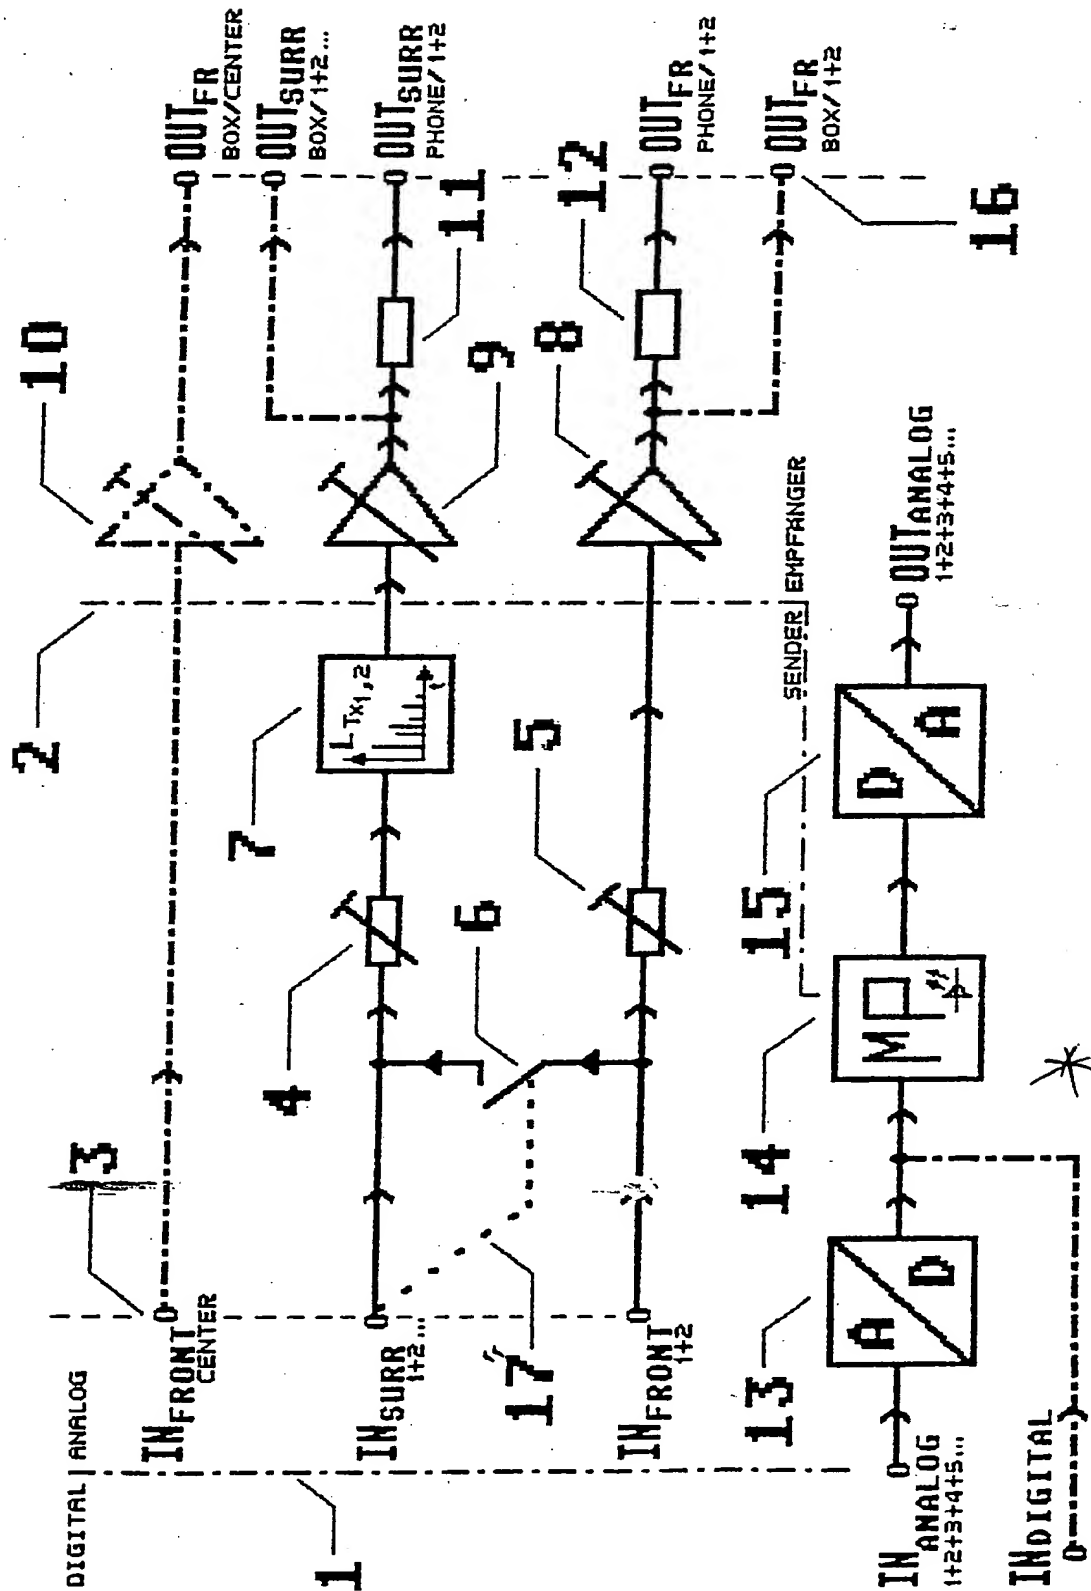 DIGITAL ANALOG
1
2
3
10
IN FRONT
CENTER
OUT FR
BOX/CENTER
OUT SURR
BOX/1+2...
IN SURR
1+2...
4
7
L Tx1,2
t
9
11
OUT SURR
PHONE/1+2
17
6
5
8
12
IN FRONT
1+2
OUT FR
PHONE/1+2
OUT FR
BOX/1+2
16
SENDER EMPFÄNGER
13
14
15
IN ANALOG
1+2+3+4+5...
A
D
MP
D
A
OUT ANALOG
1+2+3+4+5...
IN DIGITAL